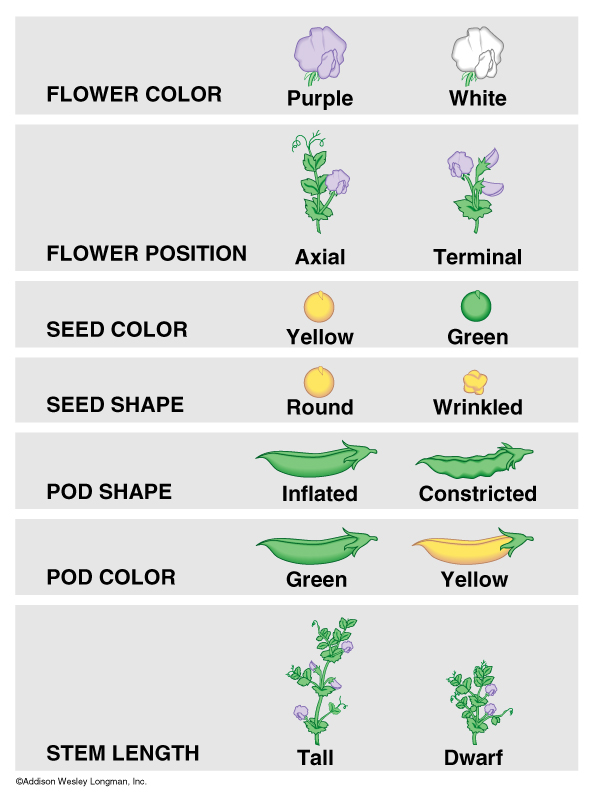 FLOWER COLOR
Purple
White
FLOWER POSITION
Axial
Terminal
SEED COLOR
Yellow
Green
SEED SHAPE
Round
Wrinkled
POD SHAPE
Inflated
Constricted
POD COLOR
Green
Yellow
STEM LENGTH
Tall
Dwarf
©Addison Wesley Longman, Inc.